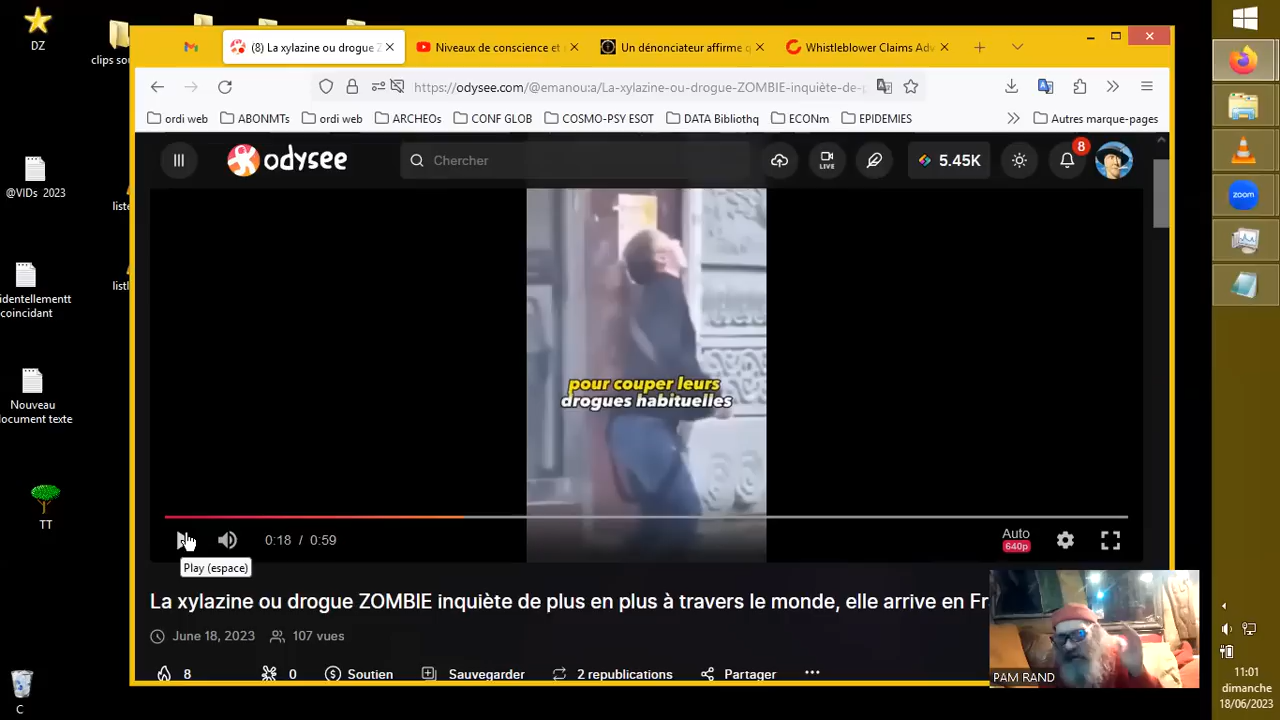 DZ
clips so
@VIDs 2023
liste
identellementt
coincidant
listl
Nouveau
document texte
TT
C
(8) La xylazine ou drogue Z
Niveaux de conscience et
Un dénonciateur affirme q
Whistleblower Claims Adv
https://odysee.com/@emanou:a/La-xylazine-ou-drogue-ZOMBIE-inquiète-de-p
ordi web
ABONMTs
ordi web
ARCHEOs
CONF GLOB
COSMO-PSY ESOT
DATA Bibliothq
ECONm
EPIDEMIES
Autres marque-pages
odysee
Chercher
LIVE
5.45K
8
pour couper leurs
drogues habituelles
0:18 / 0:59
Auto
640p
Play (espace)
La xylazine ou drogue ZOMBIE inquiète de plus en plus à travers le monde, elle arrive en Fr
June 18, 2023
107 vues
8
0
Soutien
Sauvegarder
2 republications
Partager
PAM RAND
zoom
11:01
dimanche
18/06/2023